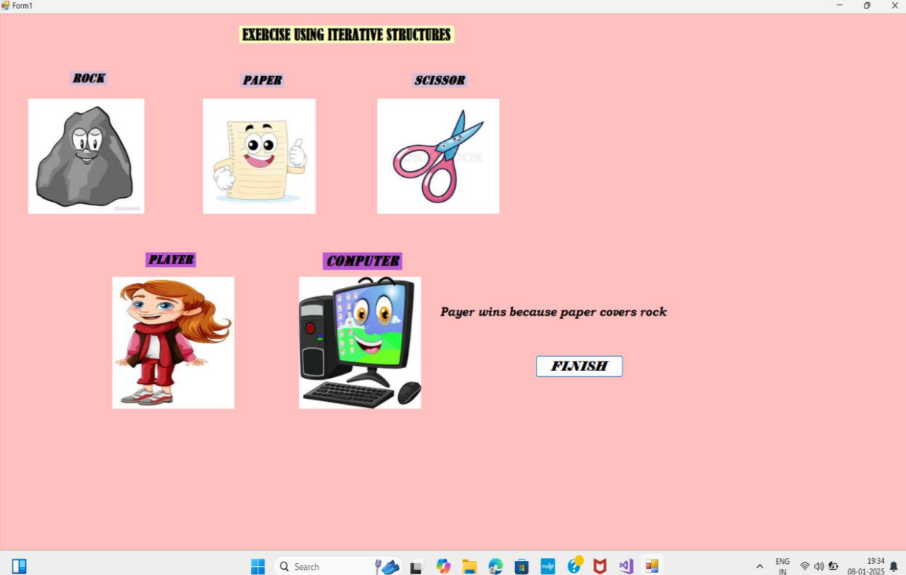 Form1
EXERCISE USING ITERATIVE STRUCTURES
ROCK
PAPER
SCISSOR
PLAYER
COMPUTER
Payer wins because paper covers rock
FINISH
Search
ENG
IN
19:34
08-01-2025